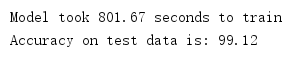 Model took 801.67 seconds to train
Accuracy on test data is: 99.12